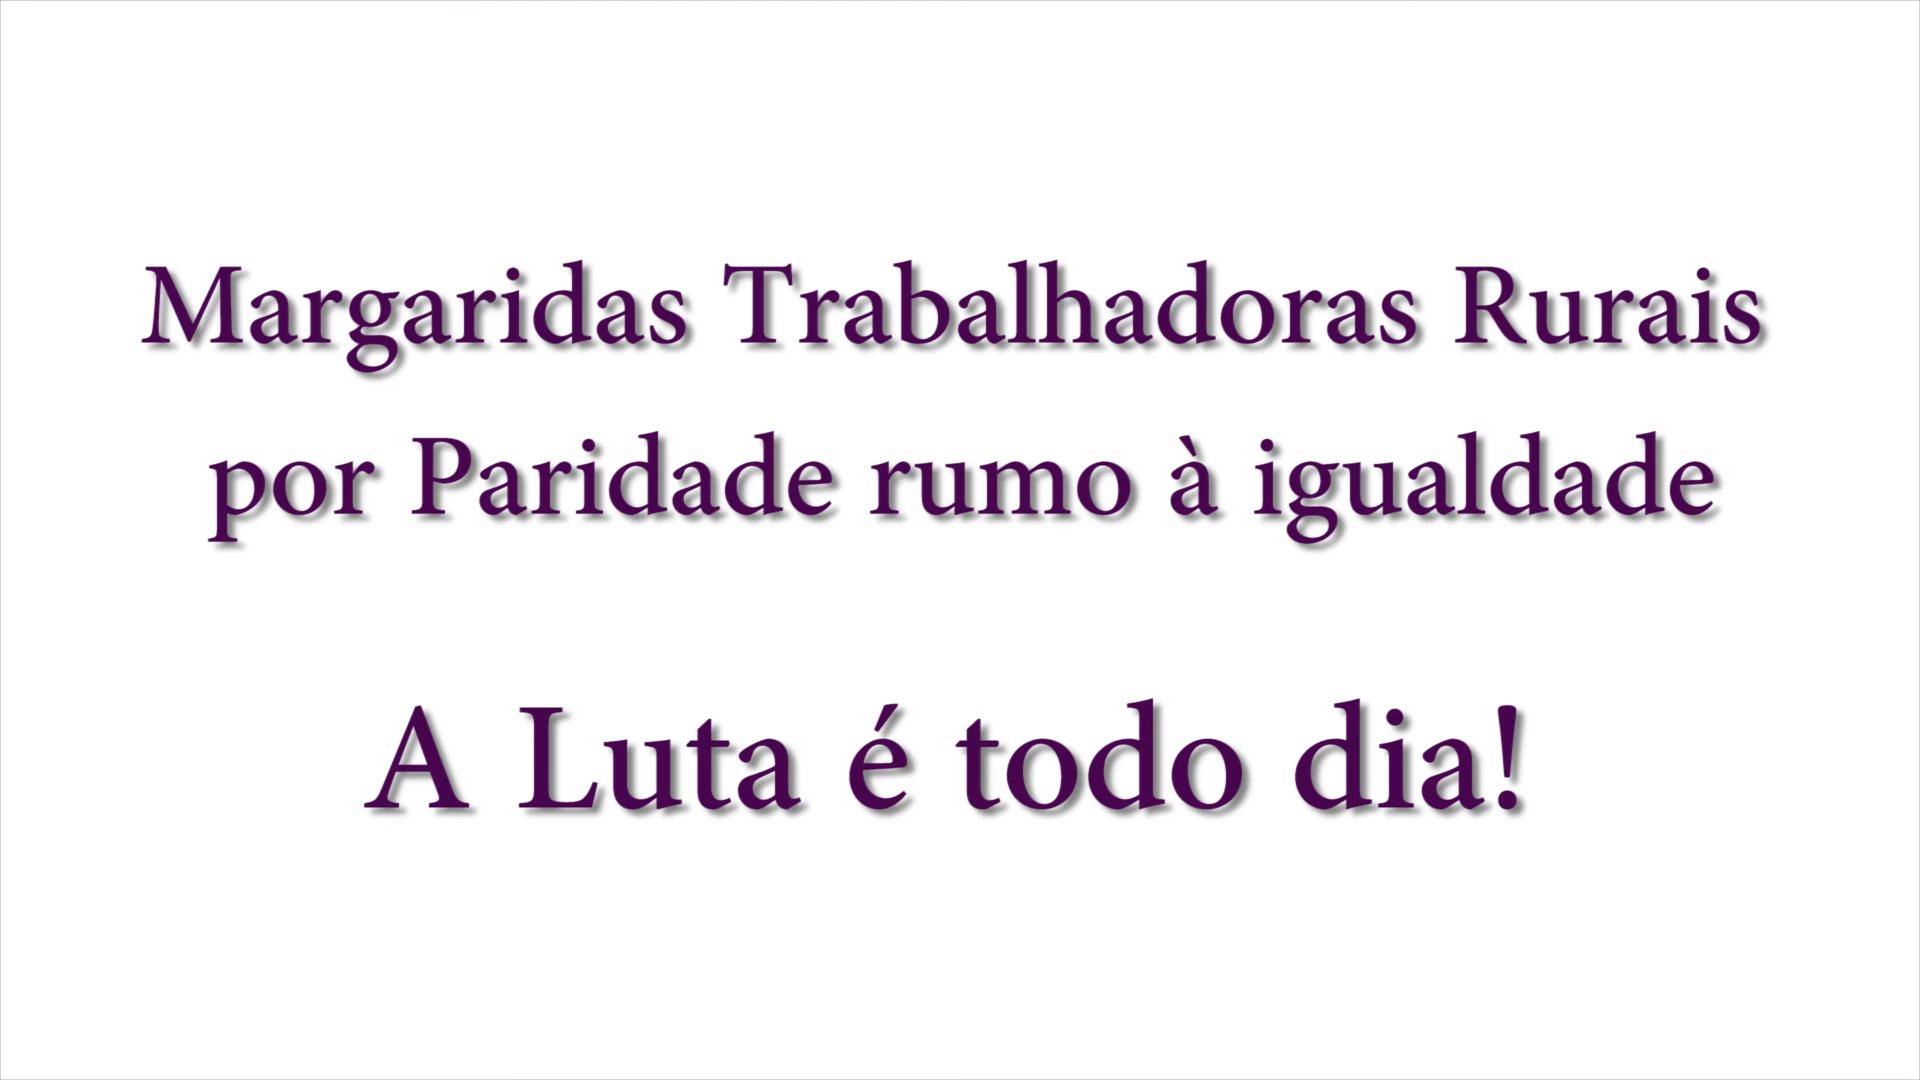 Margaridas Trabalhadoras Rurais
por Paridade rumo à igualdade
A Luta é todo dia!